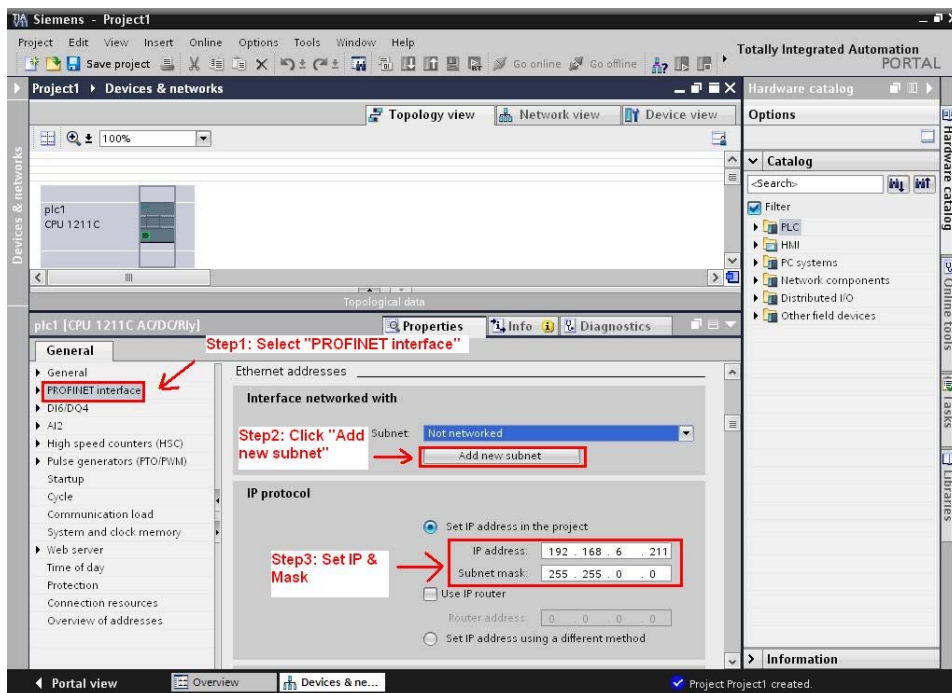 Siemens - Project1
Project Edit View Insert Online Options Tools Window Help
Save project
Go online
Go offline
Totally Integrated Automation
PORTAL
Project1 ▸ Devices & networks
Hardware catalog
Topology view
Network view
Device view
Options
100%
Catalog
<Search>
Filter
PLC
HMI
PC systems
Network components
Distributed I/O
Other field devices
plc1
CPU 1211C
Devices & networks
Topological data
plc1 [CPU 1211C AC/DC/Rly]
Properties
Info
Diagnostics
General
Step1: Select "PROFINET interface"
General
PROFINET interface
DI6/DQ4
AI2
High speed counters (HSC)
Pulse generators (PTO/PWM)
Startup
Cycle
Communication load
System and clock memory
Web server
Time of day
Protection
Connection resources
Overview of addresses
Ethernet addresses
Interface networked with
Step2: Click "Add
new subnet"
Subnet: Not networked
Add new subnet
IP protocol
Set IP address in the project
Step3: Set IP &
Mask
IP address: 192 . 168 . 6 . 211
Subnet mask: 255 . 255 . 0 . 0
Use IP router
Router address: 0 . 0 . 0 . 0
Set IP address using a different method
Hardware catalog
Online tools
Tasks
Libraries
Information
Portal view
Overview
Devices & ne...
Project Project1 created.